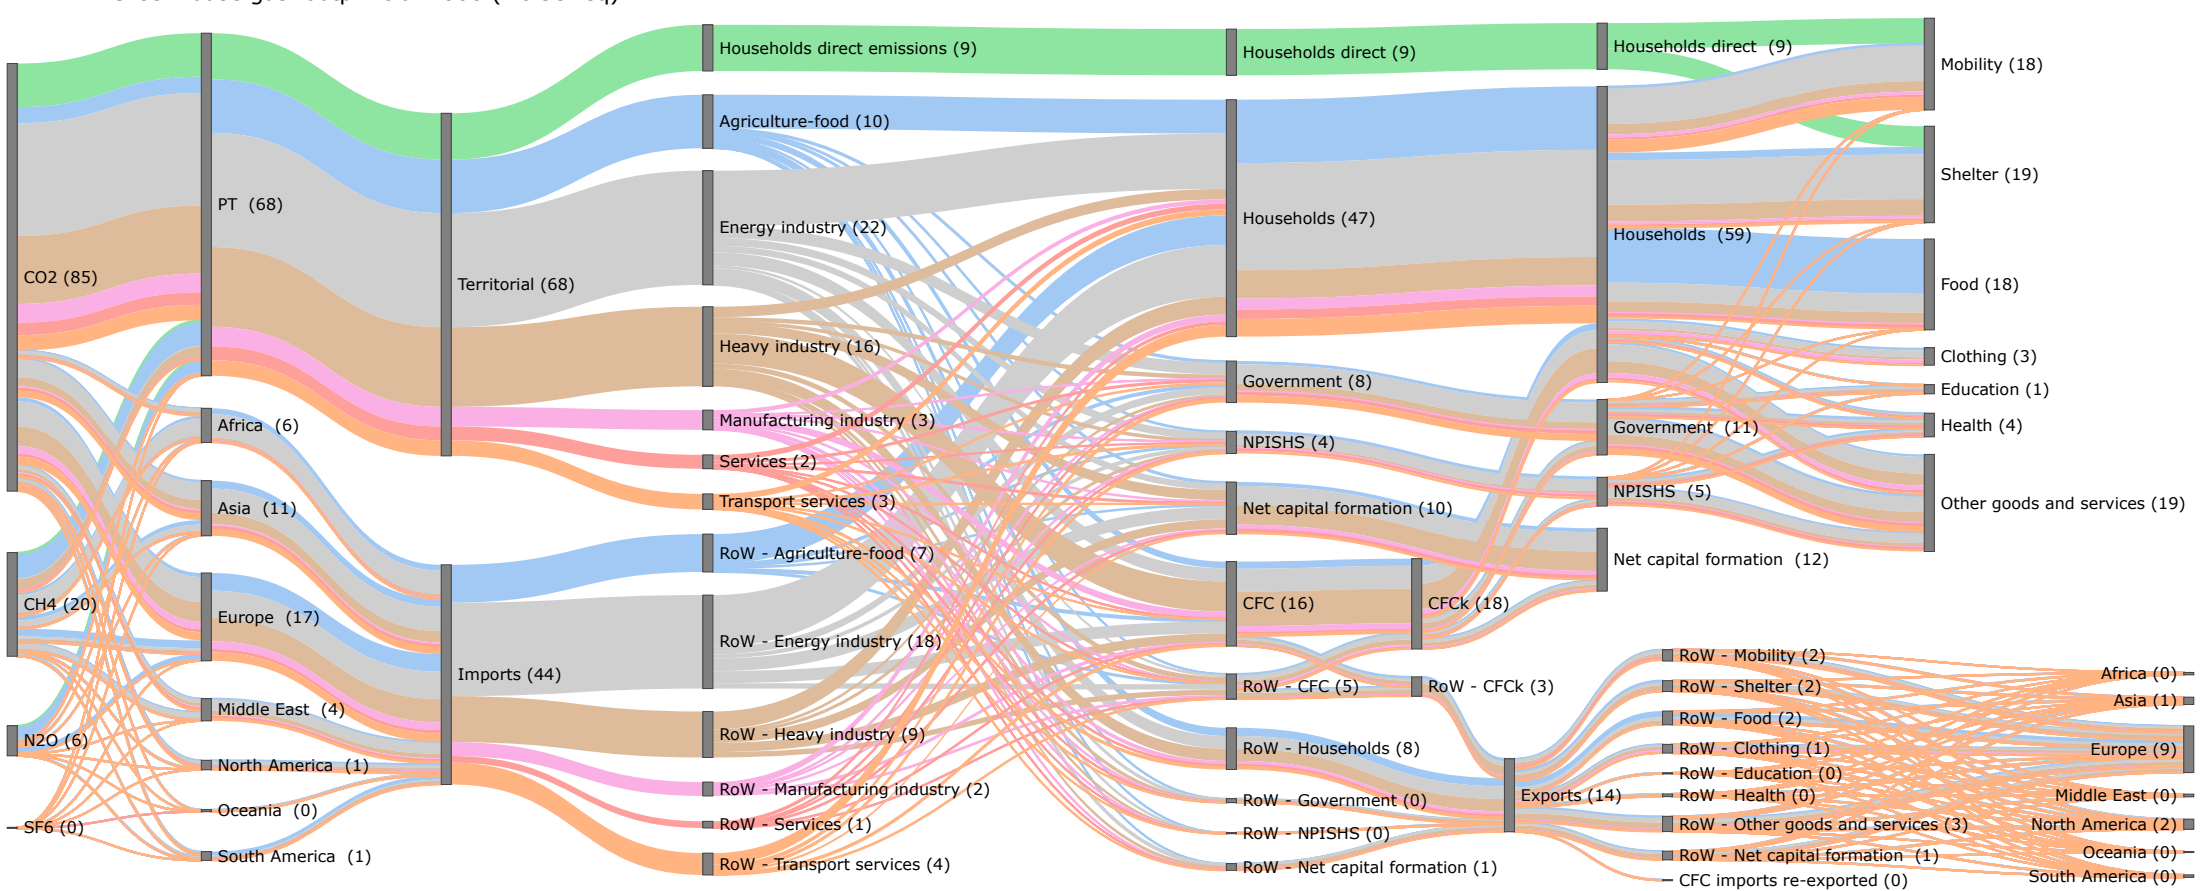 CO2 (85)
CH4 (20)
N2O (6)
SF6 (0)
PT (68)
Africa (6)
Asia (11)
Europe (17)
Middle East (4)
North America (1)
Oceania (0)
South America (1)
Territorial (68)
Imports (44)
Households direct emissions (9)
Agriculture-food (10)
Energy industry (22)
Heavy industry (16)
Manufacturing industry (3)
Services (2)
Transport services (3)
RoW - Agriculture-food (7)
RoW - Energy industry (18)
RoW - Heavy industry (9)
RoW - Manufacturing industry (2)
RoW - Services (1)
RoW - Transport services (4)
Households direct (9)
Households (47)
Government (8)
NPISHS (4)
Net capital formation (10)
CFC (16)
RoW - CFC (5)
RoW - Households (8)
RoW - Government (0)
RoW - NPISHS (0)
RoW - Net capital formation (1)
CFCk (18)
RoW - CFCk (3)
Exports (14)
Households direct (9)
Households (59)
Government (11)
NPISHS (5)
Net capital formation (12)
RoW - Mobility (2)
RoW - Shelter (2)
RoW - Food (2)
RoW - Clothing (1)
RoW - Education (0)
RoW - Health (0)
RoW - Other goods and services (3)
RoW - Net capital formation (1)
CFC imports re-exported (0)
Mobility (18)
Shelter (19)
Food (18)
Clothing (3)
Education (1)
Health (4)
Other goods and services (19)
Africa (0)
Asia (1)
Europe (9)
Middle East (0)
North America (2)
Oceania (0)
South America (0)